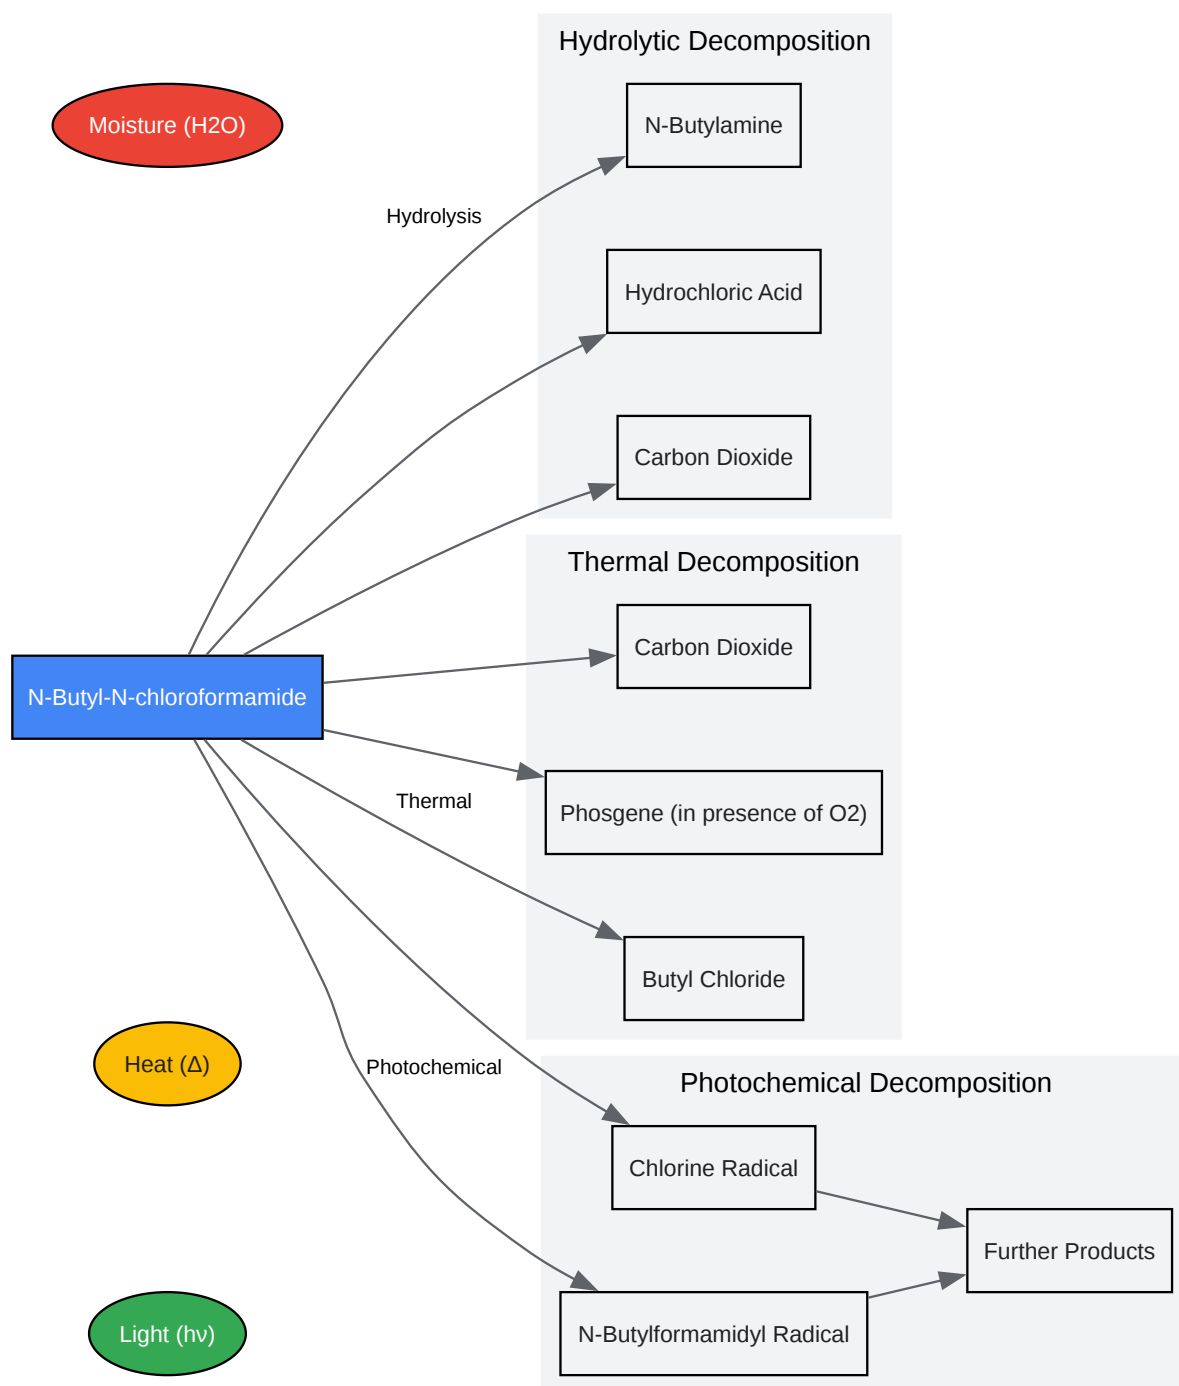 Hydrolytic Decomposition
Moisture (H2O)
N-Butylamine
Hydrolysis
Hydrochloric Acid
Carbon Dioxide
Thermal Decomposition
Carbon Dioxide
N-Butyl-N-chloroformamide
Thermal
Phosgene (in presence of O2)
Butyl Chloride
Heat (Δ)
Photochemical
Photochemical Decomposition
Chlorine Radical
Further Products
Light (hν)
N-Butylformamidyl Radical